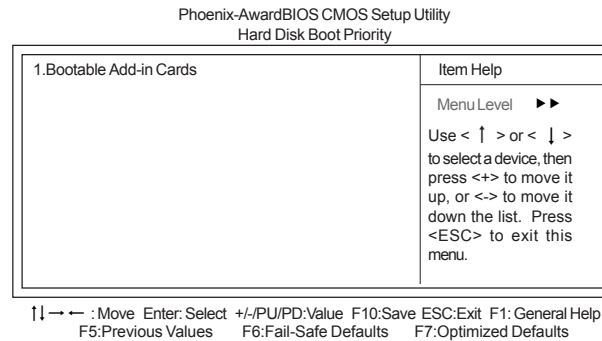 Phoenix-AwardBIOS CMOS Setup Utility
Hard Disk Boot Priority
1.Bootable Add-in Cards
Item Help
Menu Level ►►
Use < ↑ > or < ↓ >
to select a device, then
press <+> to move it
up, or <-> to move it
down the list. Press
<ESC> to exit this
menu.
↑↓→← : Move Enter: Select +/-/PU/PD:Value F10:Save ESC:Exit F1: General Help
F5:Previous Values F6:Fail-Safe Defaults F7:Optimized Defaults